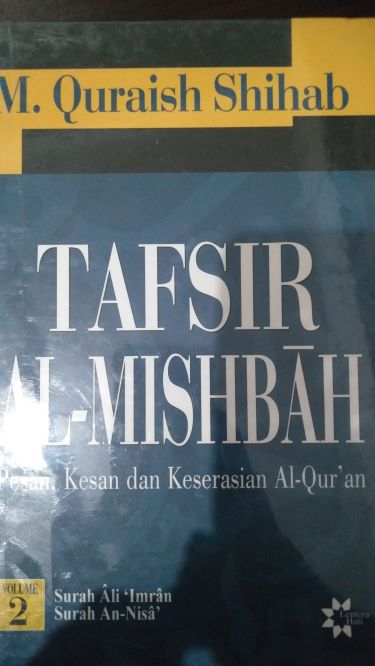 M. Quraish Shihab
TAFSIR
AL-MISHBĀH
Pesan, Kesan dan Keserasian Al-Qur'an
VOLUME
2
Surah Âli 'Imrân
Surah An-Nisâ'
Lentera
Hati